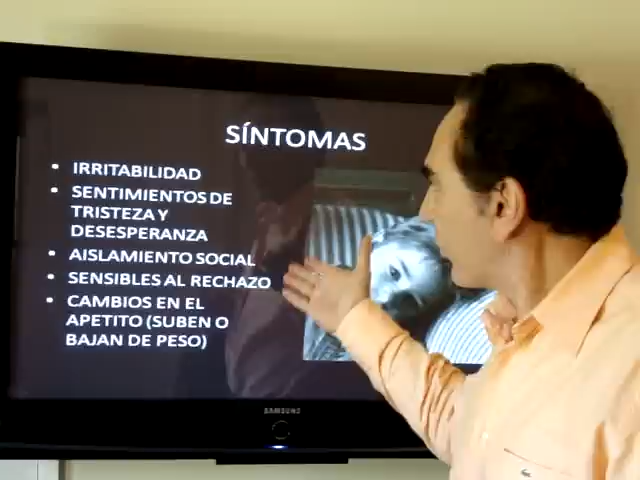 SÍNTOMAS
• IRRITABILIDAD
• SENTIMIENTOS DE
TRISTEZA Y
DESESPERANZA
• AISLAMIENTO SOCIAL
• SENSIBLES AL RECHAZO
• CAMBIOS EN EL
APETITO (SUBEN O
BAJAN DE PESO)
SAMSUNG